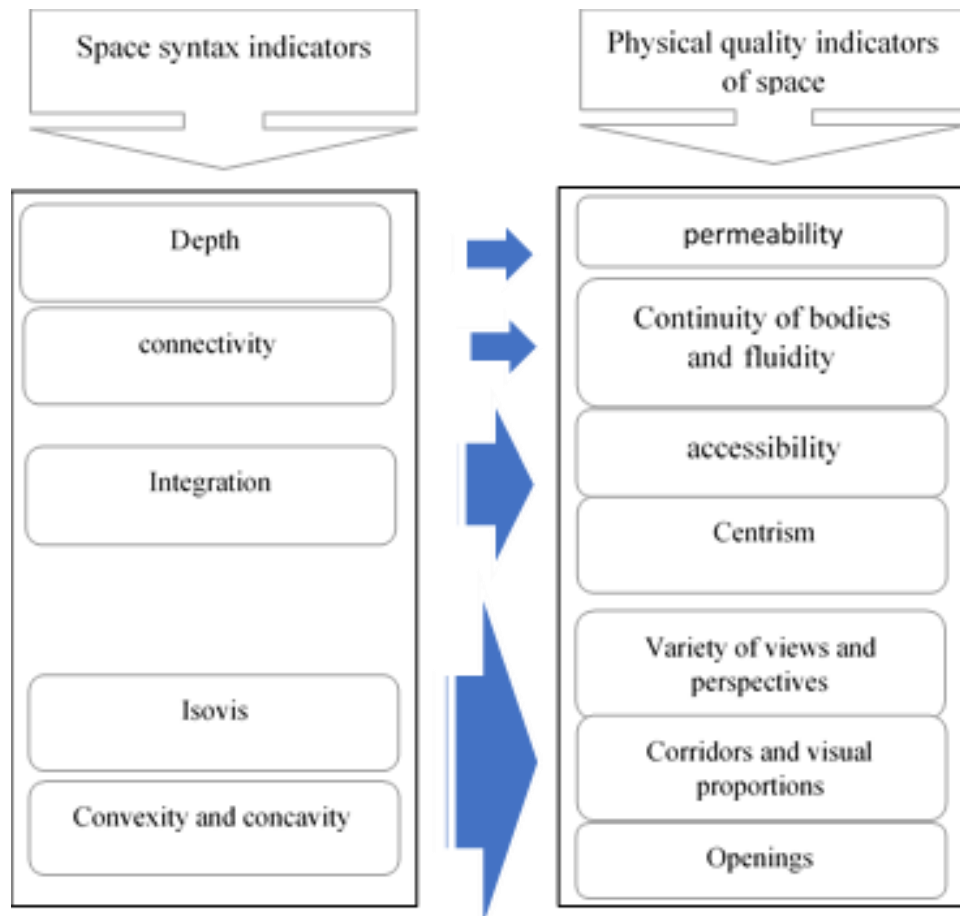 Space syntax indicators
Physical quality indicators
of space
Depth
connectivity
Integration
Isovis
Convexity and concavity
permeability
Continuity of bodies
and fluidity
accessibility
Centrism
Variety of views and
perspectives
Corridors and visual
proportions
Openings